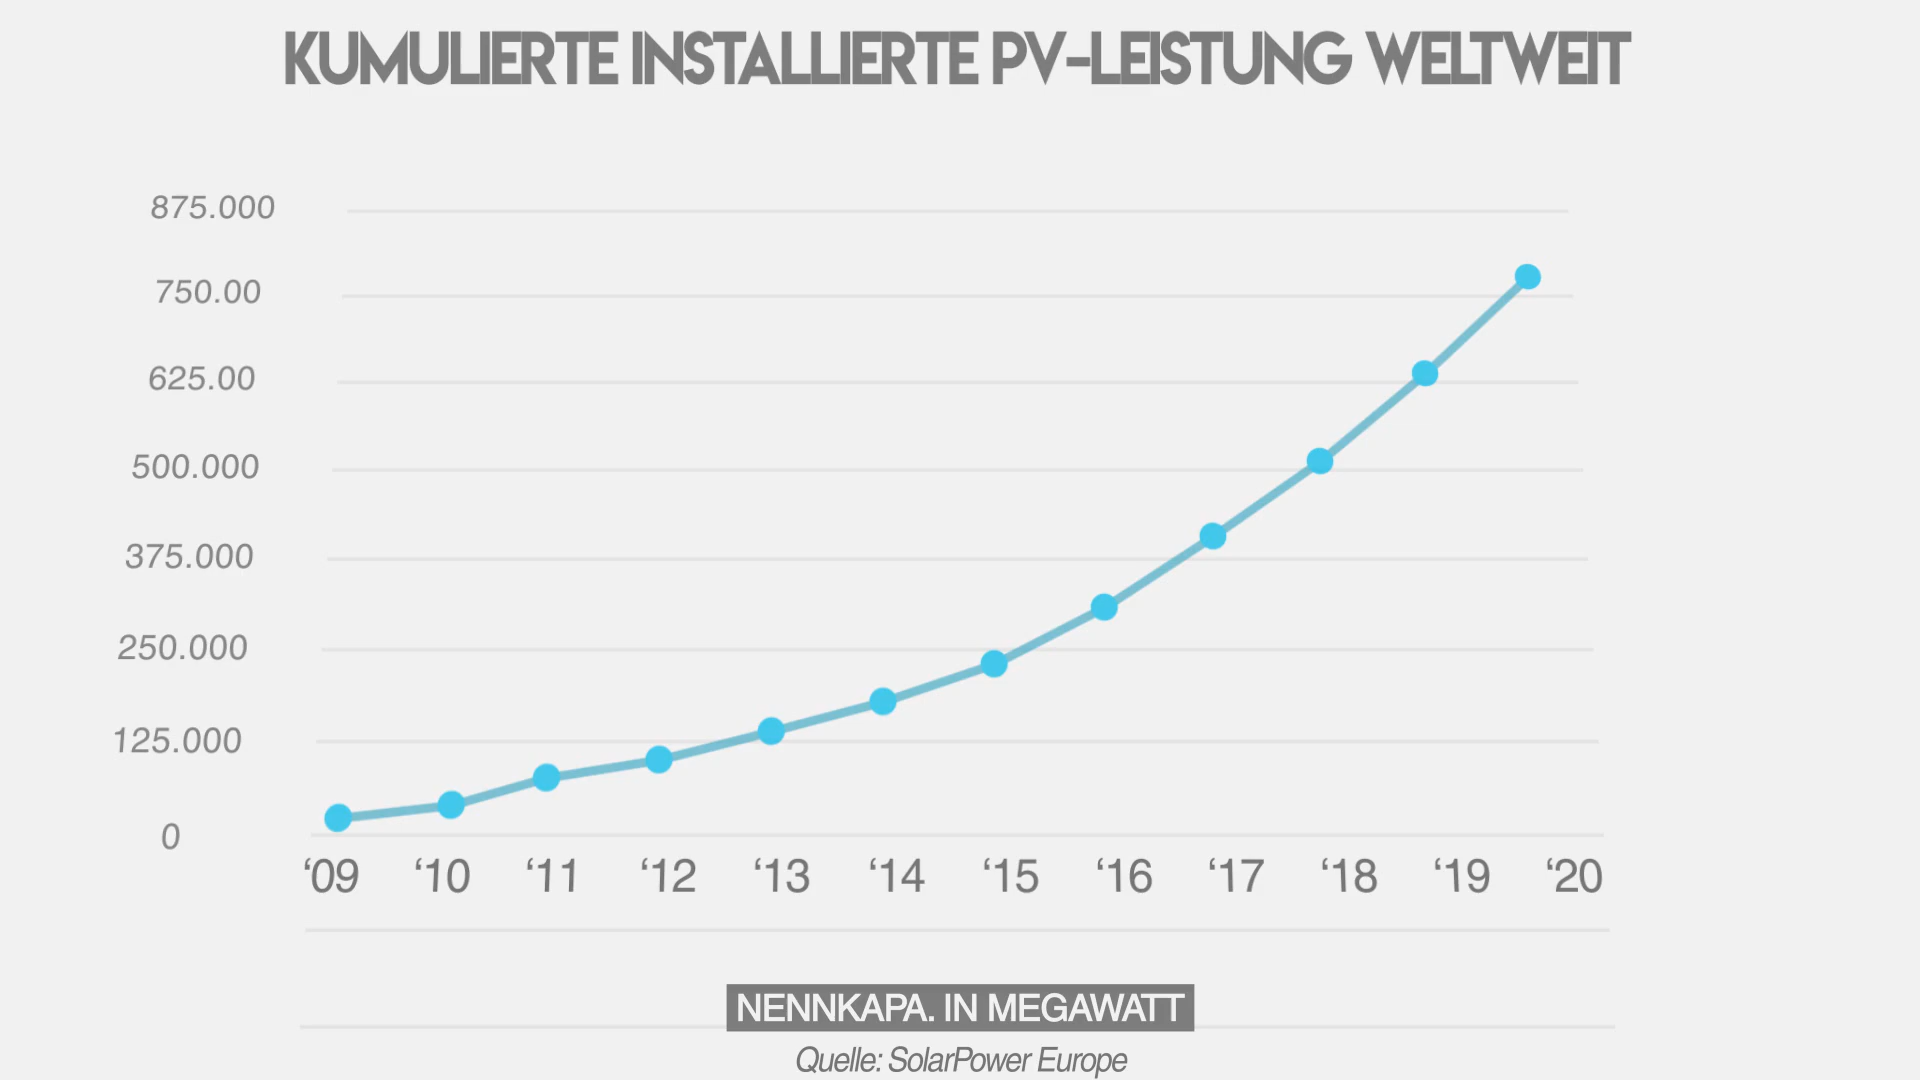 KUMULIERTE INSTALLIERTE PV-LEISTUNG WELTWEIT
875.000
750.00
625.00
500.000
375.000
250.000
125.000
0
‘09 ‘10 ‘11 ‘12 ‘13 ‘14 ‘15 ‘16 ‘17 ‘18 ‘19 ‘20
NENNKAPA. IN MEGAWATT
Quelle: SolarPower Europe